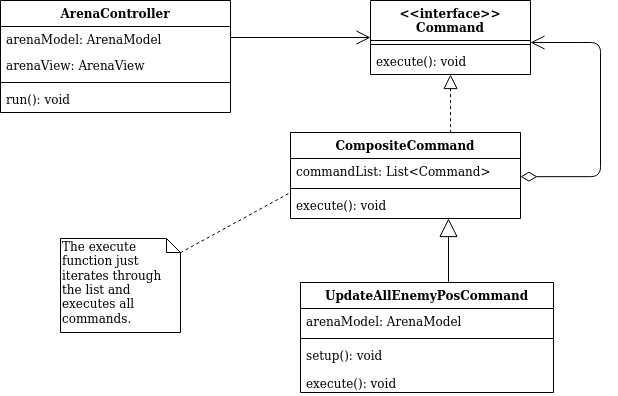 ArenaController
arenaModel: ArenaModel
arenaView: ArenaView
run(): void
<<interface>>
Command
execute(): void
CompositeCommand
commandList: List<Command>
execute(): void
The execute
function just
iterates through
the list and
executes all
commands.
UpdateAllEnemyPosCommand
arenaModel: ArenaModel
setup(): void
execute(): void